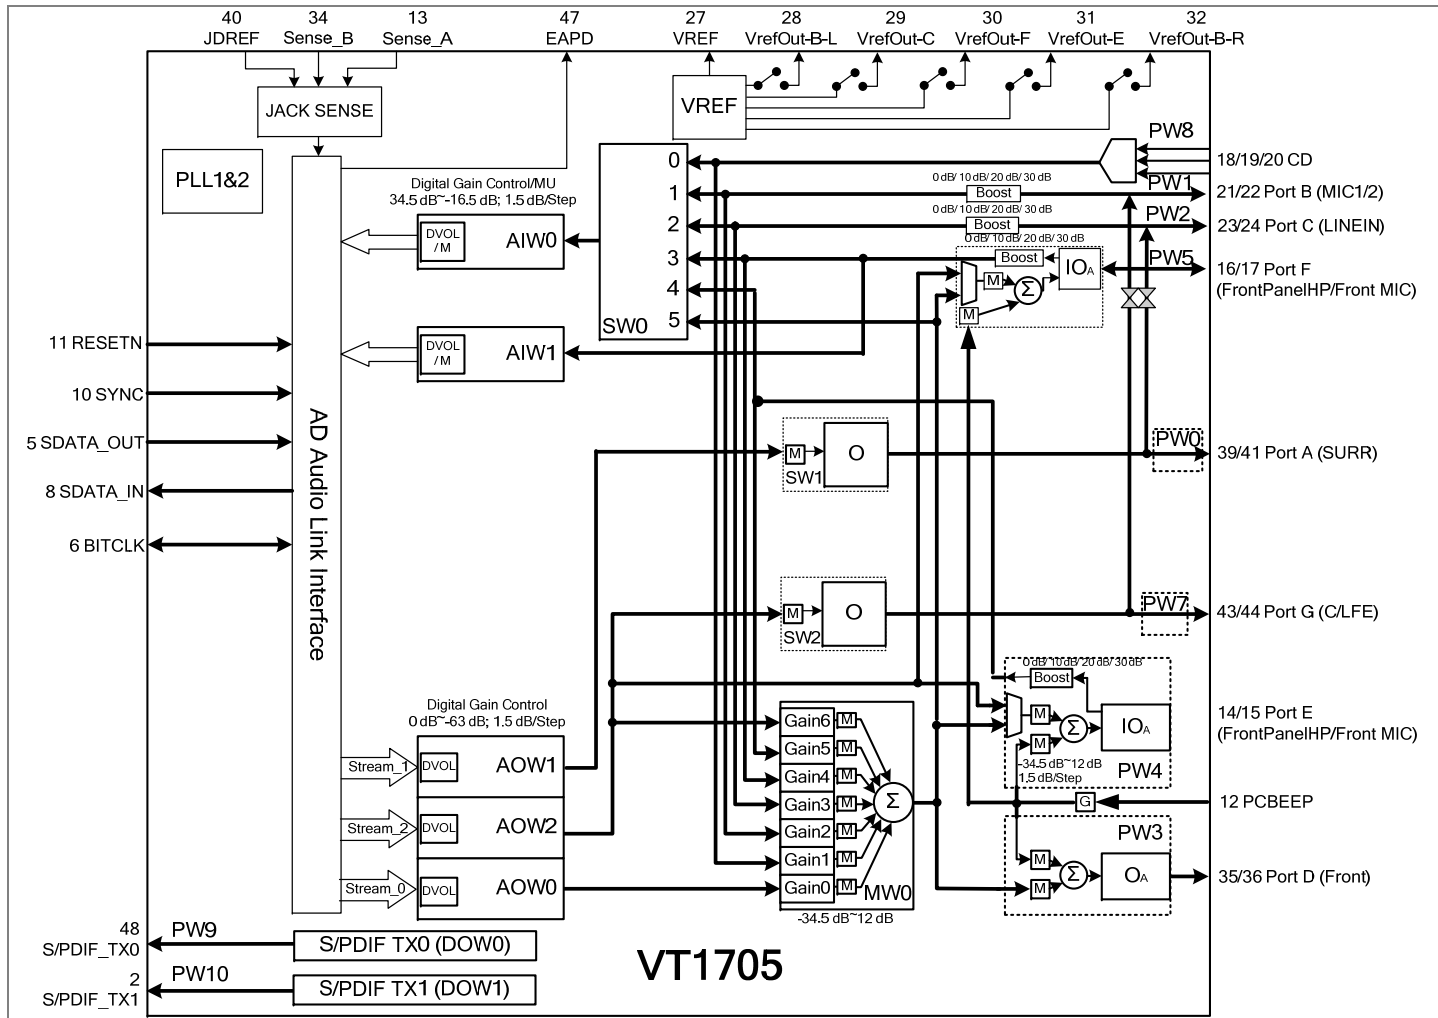 40
JDREF
34
Sense_B
13
Sense_A
47
EAPD
27
VREF
28
VrefOut-B-L
29
VrefOut-C
30
VrefOut-F
31
VrefOut-E
32
VrefOut-B-R
JACK SENSE
VREF
PLL1&2
PW8
18/19/20 CD
0 dB/ 10 dB/ 20 dB/ 30 dB
Boost
PW1
21/22 Port B (MIC1/2)
0 dB/ 10 dB/ 20 dB/ 30 dB
Boost
PW2
23/24 Port C (LINEIN)
0 dB/ 10 dB/ 20 dB/ 30 dB
Boost
IOA
M
Σ
M
PW5
16/17 Port F
(FrontPanelHP/Front MIC)
0
1
2
3
4
5
SW0
Digital Gain Control/MU
34.5 dB~-16.5 dB; 1.5 dB/Step
DVOL
/ M
AIW0
DVOL
/ M
AIW1
11 RESETN
10 SYNC
5 SDATA_OUT
8 SDATA_IN
6 BITCLK
AD Audio Link Interface
M
O
SW1
PW0
39/41 Port A (SURR)
M
O
SW2
PW7
43/44 Port G (C/LFE)
Digital Gain Control
0 dB~-63 dB; 1.5 dB/Step
Stream_1
DVOL
AOW1
Stream_2
DVOL
AOW2
Stream_0
DVOL
AOW0
Gain6
M
Gain5
M
Gain4
M
Gain3
M
Gain2
M
Gain1
M
Gain0
M
Σ
MW0
-34.5 dB~12 dB
0 dB/ 10 dB/ 20 dB/ 30 dB
Boost
M
Σ
IOA
M
-34.5 dB~12 dB
1.5 dB/Step
PW4
14/15 Port E
(FrontPanelHP/Front MIC)
G
12 PCBEEP
PW3
M
Σ
OA
M
35/36 Port D (Front)
48
S/PDIF_TX0
PW9
S/PDIF TX0 (DOW0)
2
S/PDIF_TX1
PW10
S/PDIF TX1 (DOW1)
VT1705